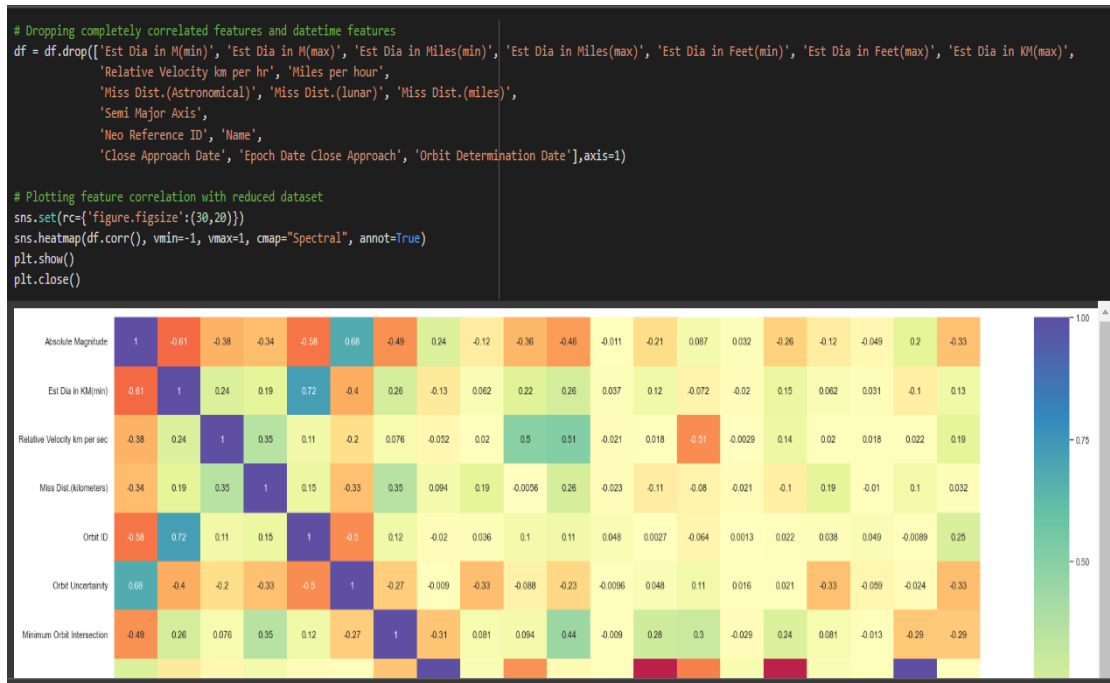 # Dropping completely correlated features and datetime features
df = df.drop(['Est Dia in M(min)', 'Est Dia in M(max)', 'Est Dia in Miles(min)', 'Est Dia in Miles(max)', 'Est Dia in Feet(min)', 'Est Dia in Feet(max)', 'Est Dia in KM(max)',
'Relative Velocity km per hr', 'Miles per hour',
'Miss Dist.(Astronomical)', 'Miss Dist.(lunar)', 'Miss Dist.(miles)',
'Semi Major Axis',
'Neo Reference ID', 'Name',
'Close Approach Date', 'Epoch Date Close Approach', 'Orbit Determination Date'],axis=1)
# Plotting feature correlation with reduced dataset
sns.set(rc={'figure.figsize':(30,20)})
sns.heatmap(df.corr(), vmin=-1, vmax=1, cmap="Spectral", annot=True)
plt.show()
plt.close()
Absolute Magnitude 1 -0.61 -0.38 -0.34 -0.58 0.68 -0.49 0.24 -0.12 -0.36 -0.46 -0.011 -0.21 0.087 0.032 -0.26 -0.12 -0.049 0.2 -0.33
Est Dia in KM(min) -0.61 1 0.24 0.19 0.72 -0.4 0.26 -0.13 0.062 0.22 0.26 0.037 0.12 -0.072 -0.02 0.15 0.062 0.031 -0.1 0.13
Relative Velocity km per sec -0.38 0.24 1 0.35 0.11 -0.2 0.076 -0.052 0.02 0.5 0.51 -0.021 0.018 -0.51 -0.0029 0.14 0.02 0.018 0.022 0.19
Miss Dist.(kilometers) -0.34 0.19 0.35 1 0.15 -0.33 0.35 0.094 0.19 -0.0056 0.26 -0.023 -0.11 -0.08 -0.021 -0.1 0.19 -0.01 0.1 0.032
Orbit ID -0.58 0.72 0.11 0.15 1 -0.5 0.12 -0.02 0.036 0.1 0.11 0.048 0.0027 -0.064 0.0013 0.022 0.038 0.049 -0.0089 0.25
Orbit Uncertainity 0.68 -0.4 -0.2 -0.33 -0.5 1 -0.27 -0.009 -0.33 -0.088 -0.23 -0.0096 0.048 0.11 0.016 0.021 -0.33 -0.059 -0.024 -0.33
Minimum Orbit Intersection -0.49 0.26 0.076 0.35 0.12 -0.27 1 -0.31 0.081 0.094 0.44 -0.009 0.28 0.3 -0.029 0.24 0.081 -0.013 -0.29 -0.29
1.00
0.75
0.50